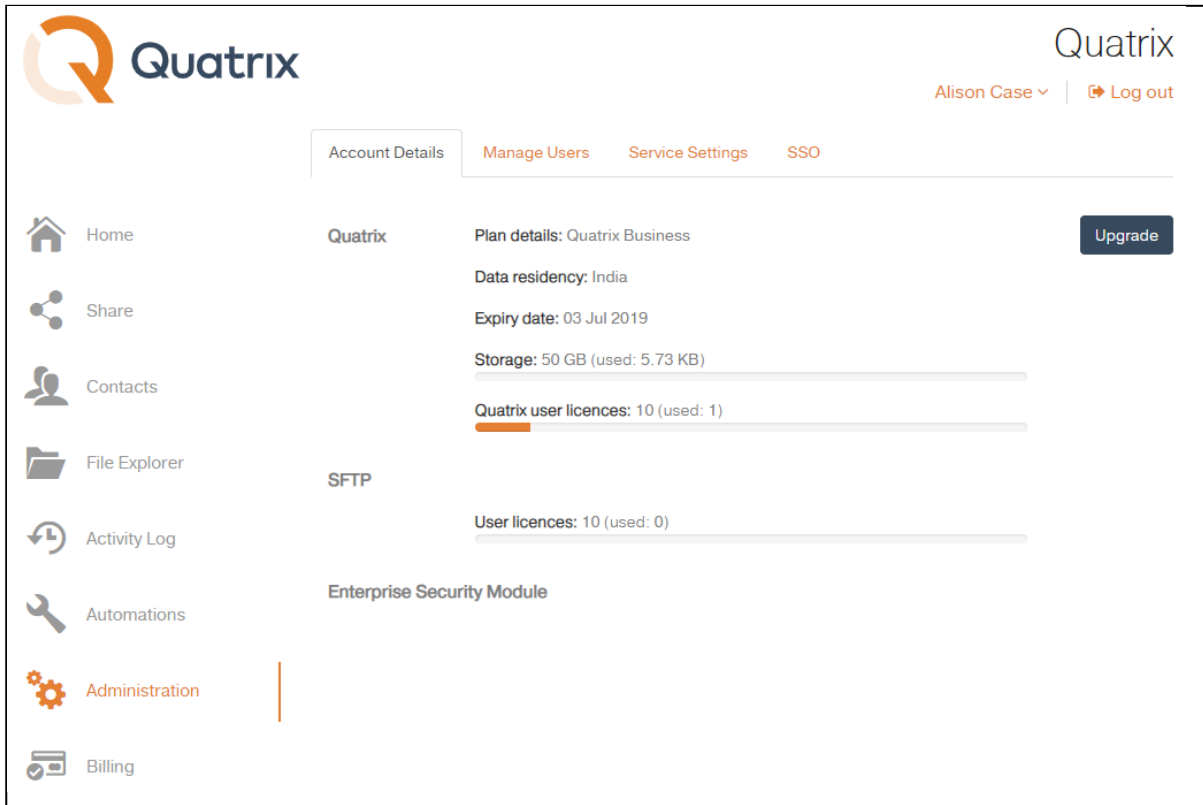 Quatrix
Quatrix
Alison Case
Log out
Account Details
Manage Users
Service Settings
SSO
Home
Share
Contacts
File Explorer
Activity Log
Automations
Administration
Billing
Quatrix
Plan details: Quatrix Business
Upgrade
Data residency: India
Expiry date: 03 Jul 2019
Storage: 50 GB (used: 5.73 KB)
Quatrix user licences: 10 (used: 1)
SFTP
User licences: 10 (used: 0)
Enterprise Security Module